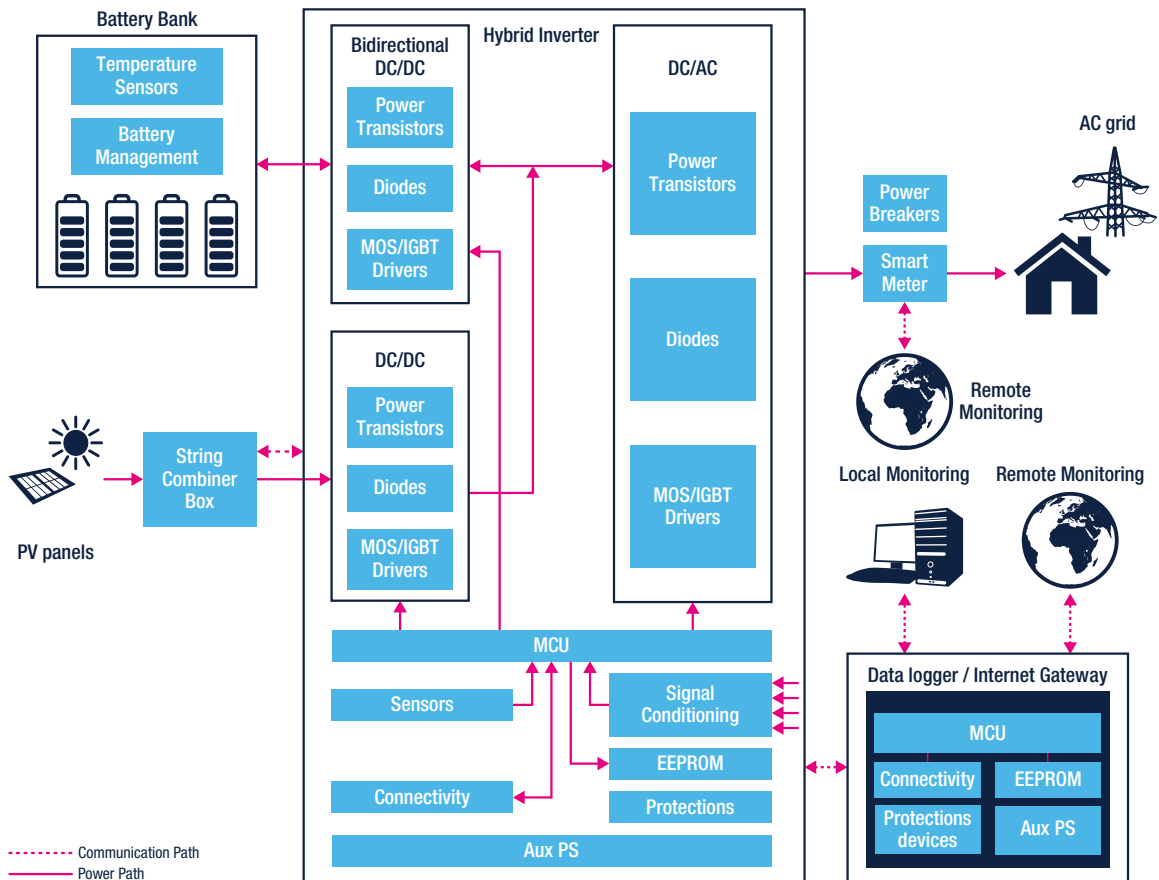 Battery Bank
Temperature
Sensors
Battery
Management
Hybrid Inverter
Bidirectional
DC/DC
Power
Transistors
Diodes
MOS/IGBT
Drivers
DC/AC
Power
Transistors
Diodes
MOS/IGBT
Drivers
DC/DC
Power
Transistors
Diodes
MOS/IGBT
Drivers
String
Combiner
Box
PV panels
AC grid
Power
Breakers
Smart
Meter
Remote
Monitoring
Local Monitoring
Remote Monitoring
MCU
Sensors
Signal
Conditioning
EEPROM
Connectivity
Protections
Aux PS
Data logger / Internet Gateway
MCU
Connectivity
EEPROM
Protections
devices
Aux PS
Communication Path
Power Path